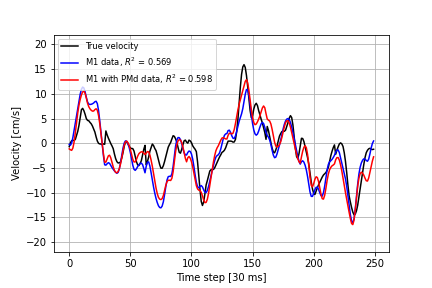 True velocity
M1 data, R² = 0.569
M1 with PMd data, R² = 0.598
20
15
10
5
0
−5
−10
−15
−20
Velocity [cm/s]
0 50 100 150 200 250
Time step [30 ms]